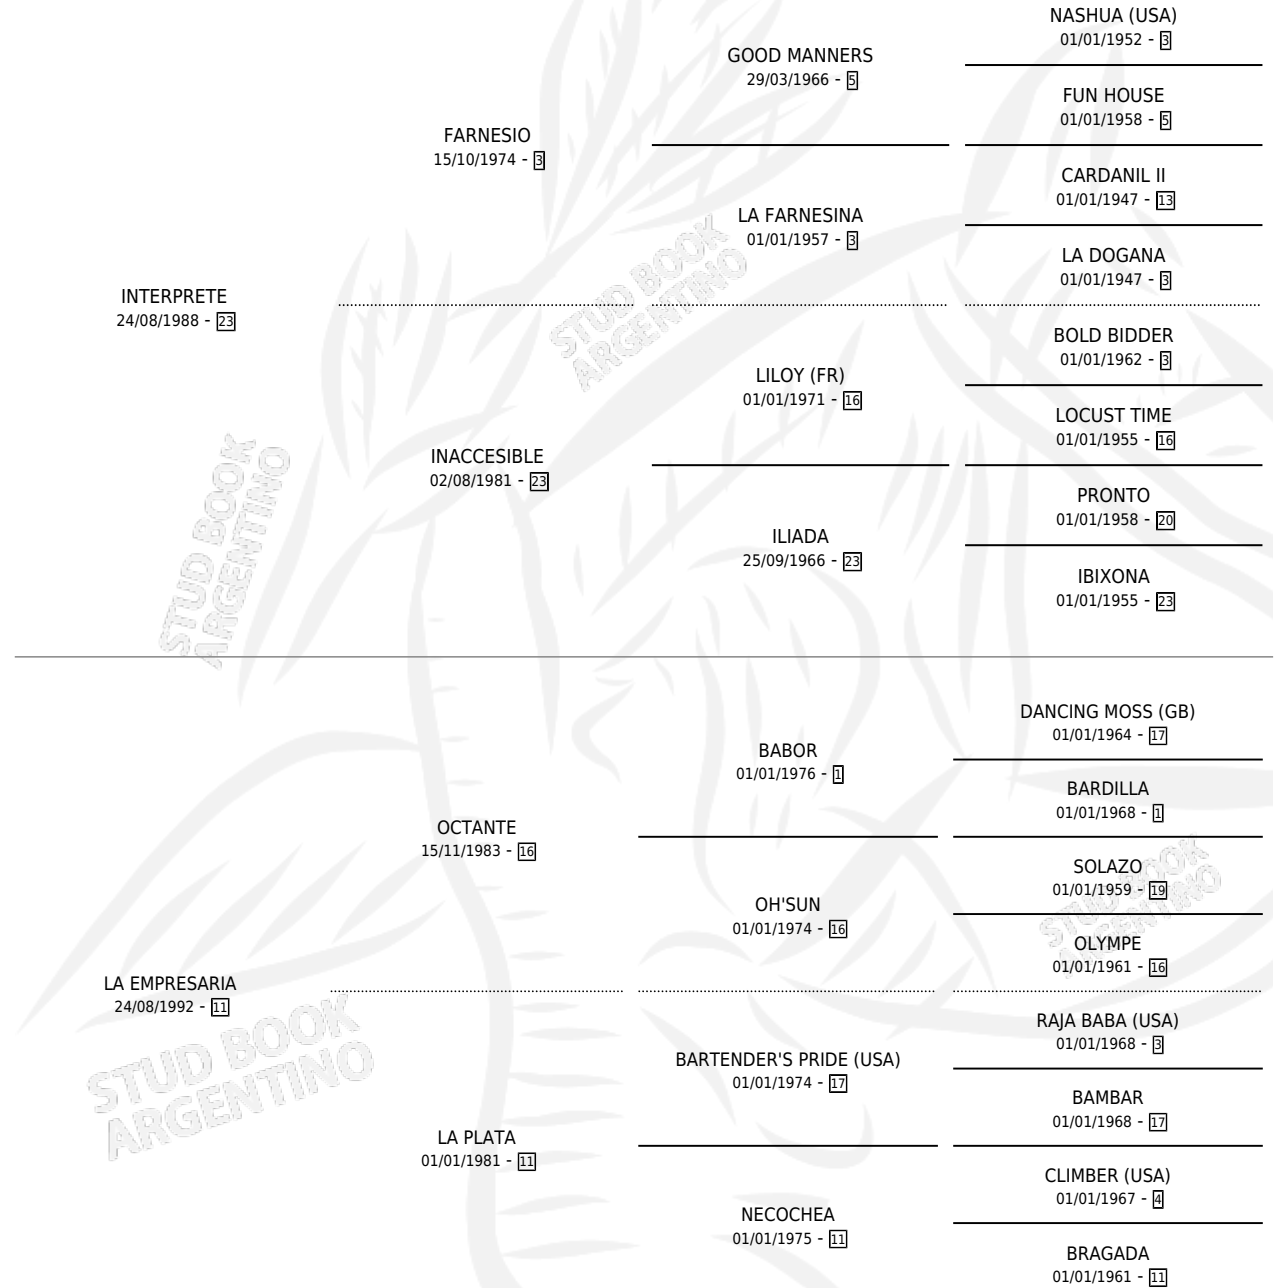 NASHUA (USA)
01/01/1952 - 3
GOOD MANNERS
29/03/1966 - 5
FUN HOUSE
01/01/1958 - 5
FARNESIO
15/10/1974 - 3
CARDANIL II
01/01/1947 - 13
LA FARNESINA
01/01/1957 - 3
LA DOGANA
01/01/1947 - 3
INTERPRETE
24/08/1988 - 23
BOLD BIDDER
01/01/1962 - 3
LILOY (FR)
01/01/1971 - 16
LOCUST TIME
01/01/1955 - 16
INACCESIBLE
02/08/1981 - 23
PRONTO
01/01/1958 - 20
ILIADA
25/09/1966 - 23
IBIXONA
01/01/1955 - 23
STUD BOOK
ARGENTINO
STUD BOOK
ARGENTINO
DANCING MOSS (GB)
01/01/1964 - 17
BABOR
01/01/1976 - 1
BARDILLA
01/01/1968 - 1
OCTANTE
15/11/1983 - 16
SOLAZO
01/01/1959 - 19
OH'SUN
01/01/1974 - 16
OLYMPE
01/01/1961 - 16
STUD BOOK
ARGENTINO
LA EMPRESARIA
24/08/1992 - 11
RAJA BABA (USA)
01/01/1968 - 3
BARTENDER'S PRIDE (USA)
01/01/1974 - 17
BAMBAR
01/01/1968 - 17
STUD BOOK
ARGENTINO
LA PLATA
01/01/1981 - 11
CLIMBER (USA)
01/01/1967 - 4
NECOCHEA
01/01/1975 - 11
BRAGADA
01/01/1961 - 11